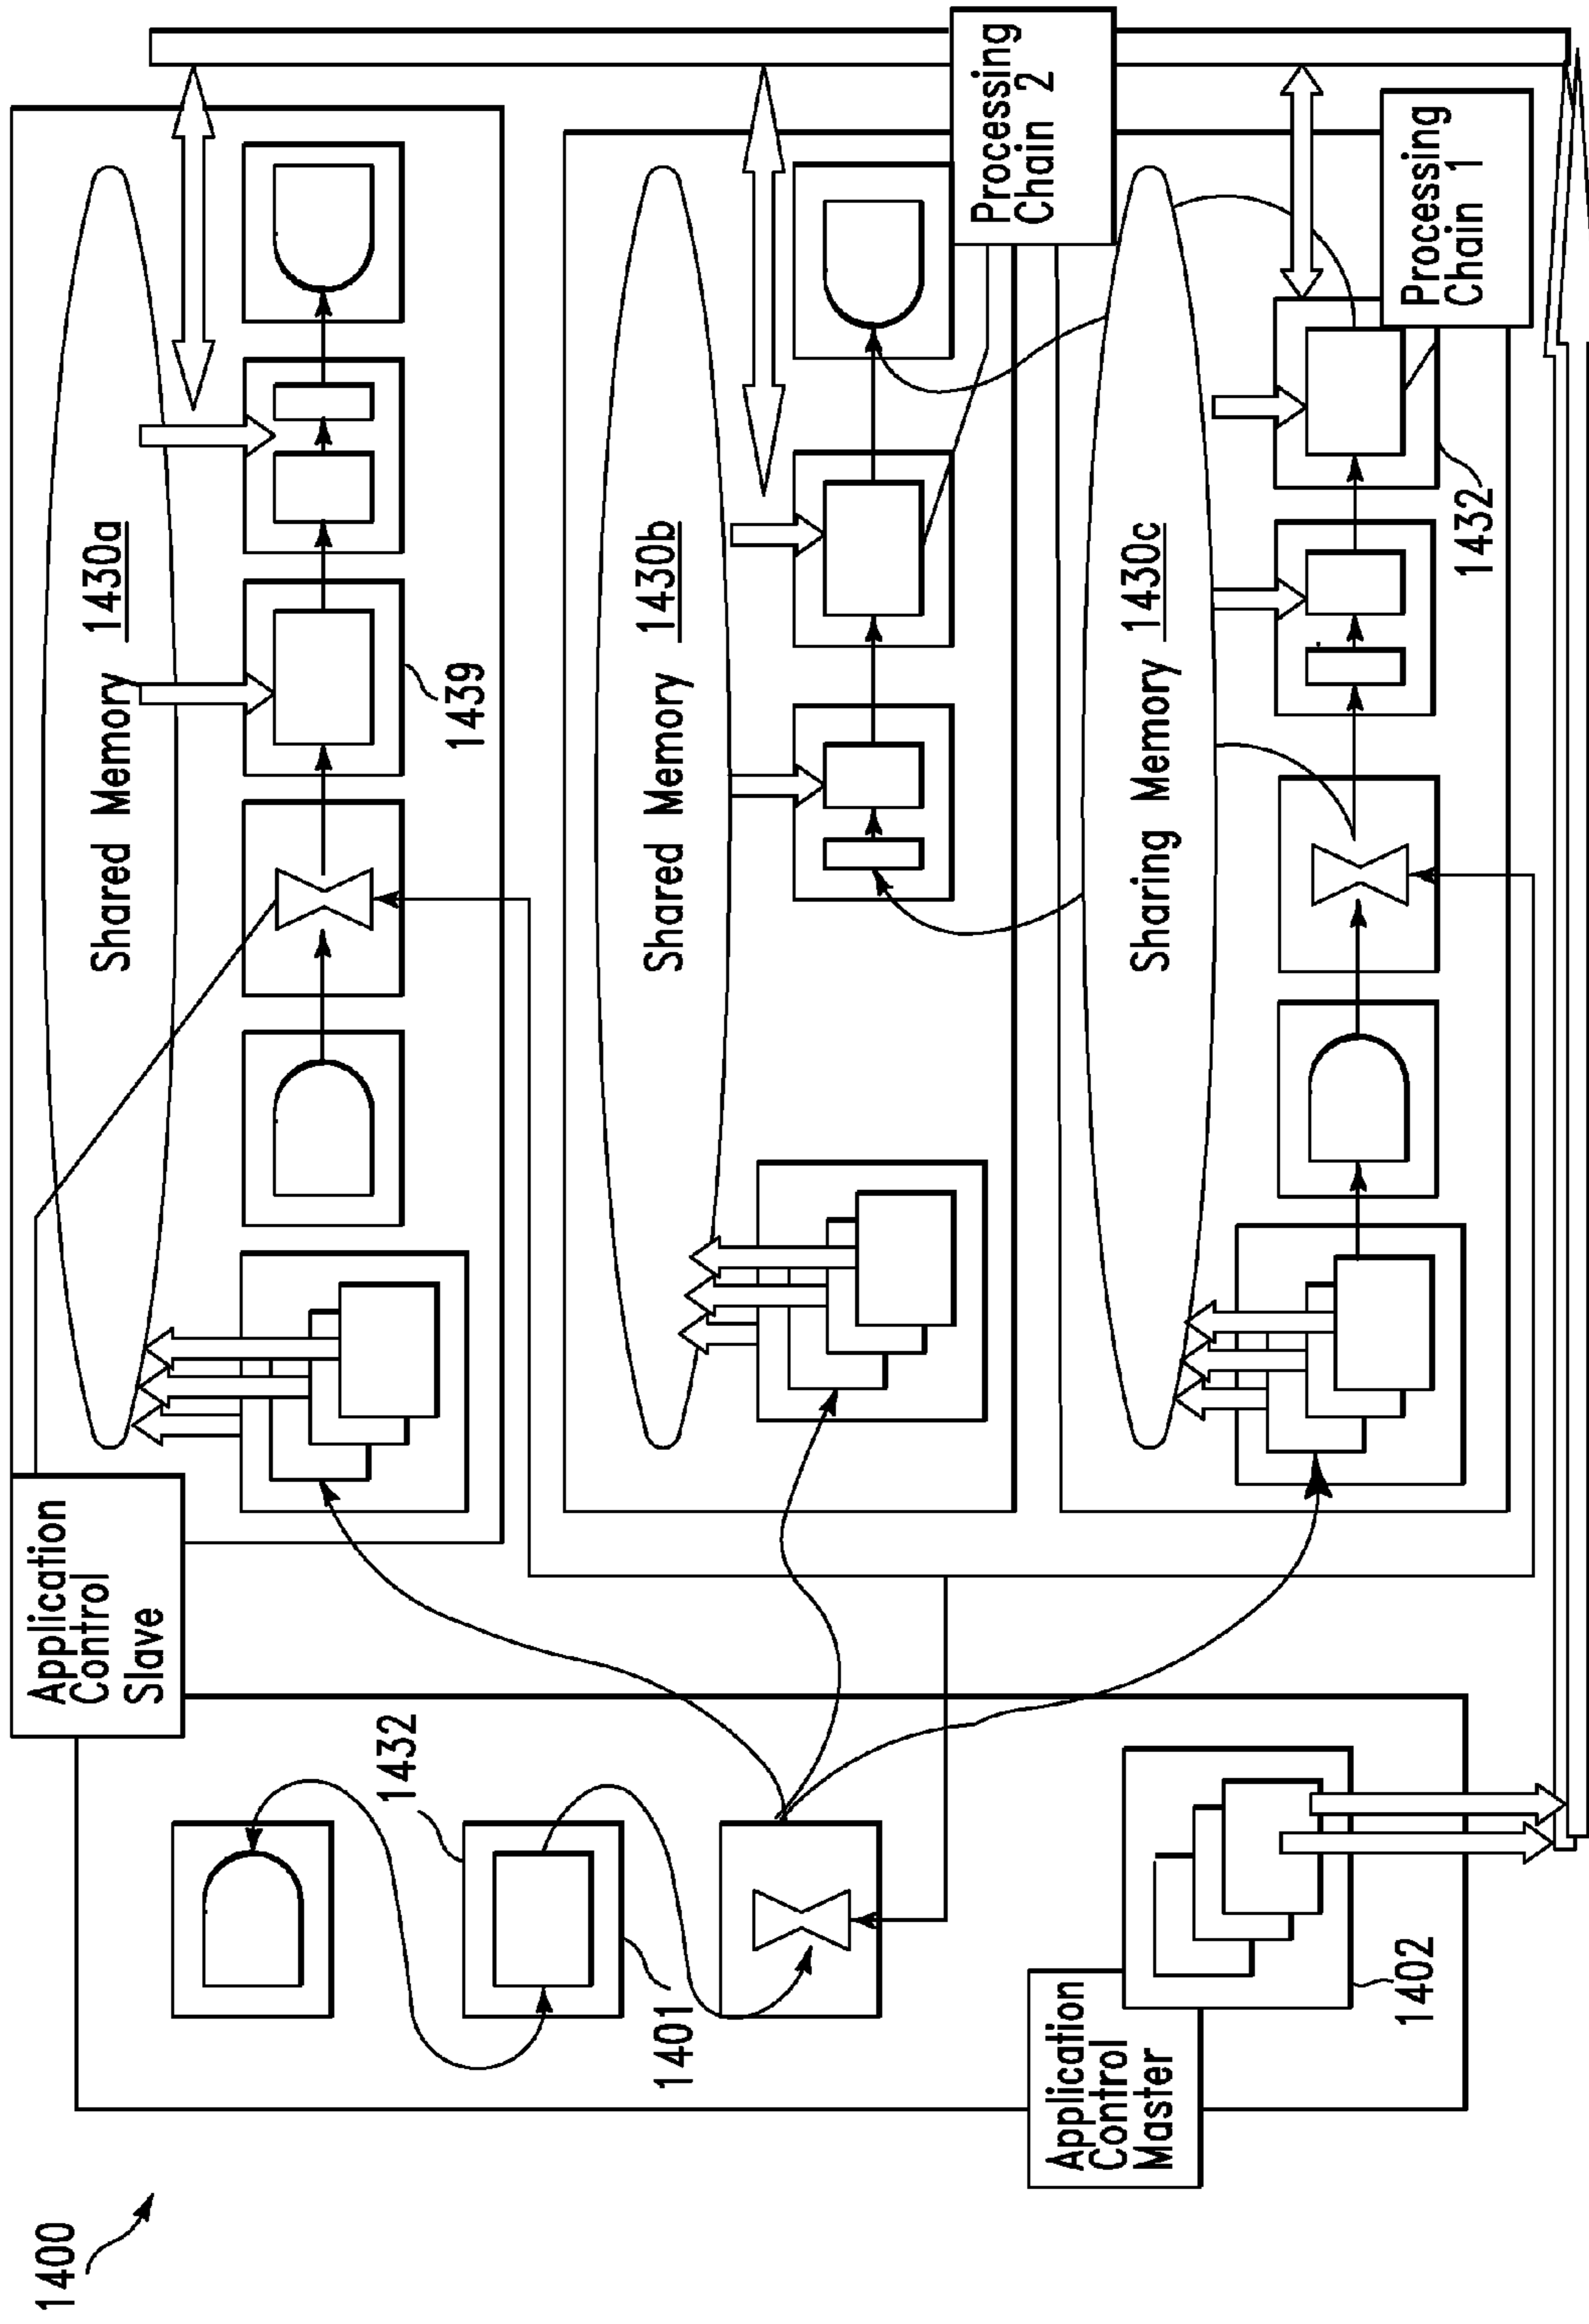 1400
Application
Control
Slave
Shared Memory 1430a
1439
Shared Memory 1430b
Processing
Chain 2
Sharing Memory 1430c
Processing
Chain 1
1432
1432
1401
Application
Control
Master
1402